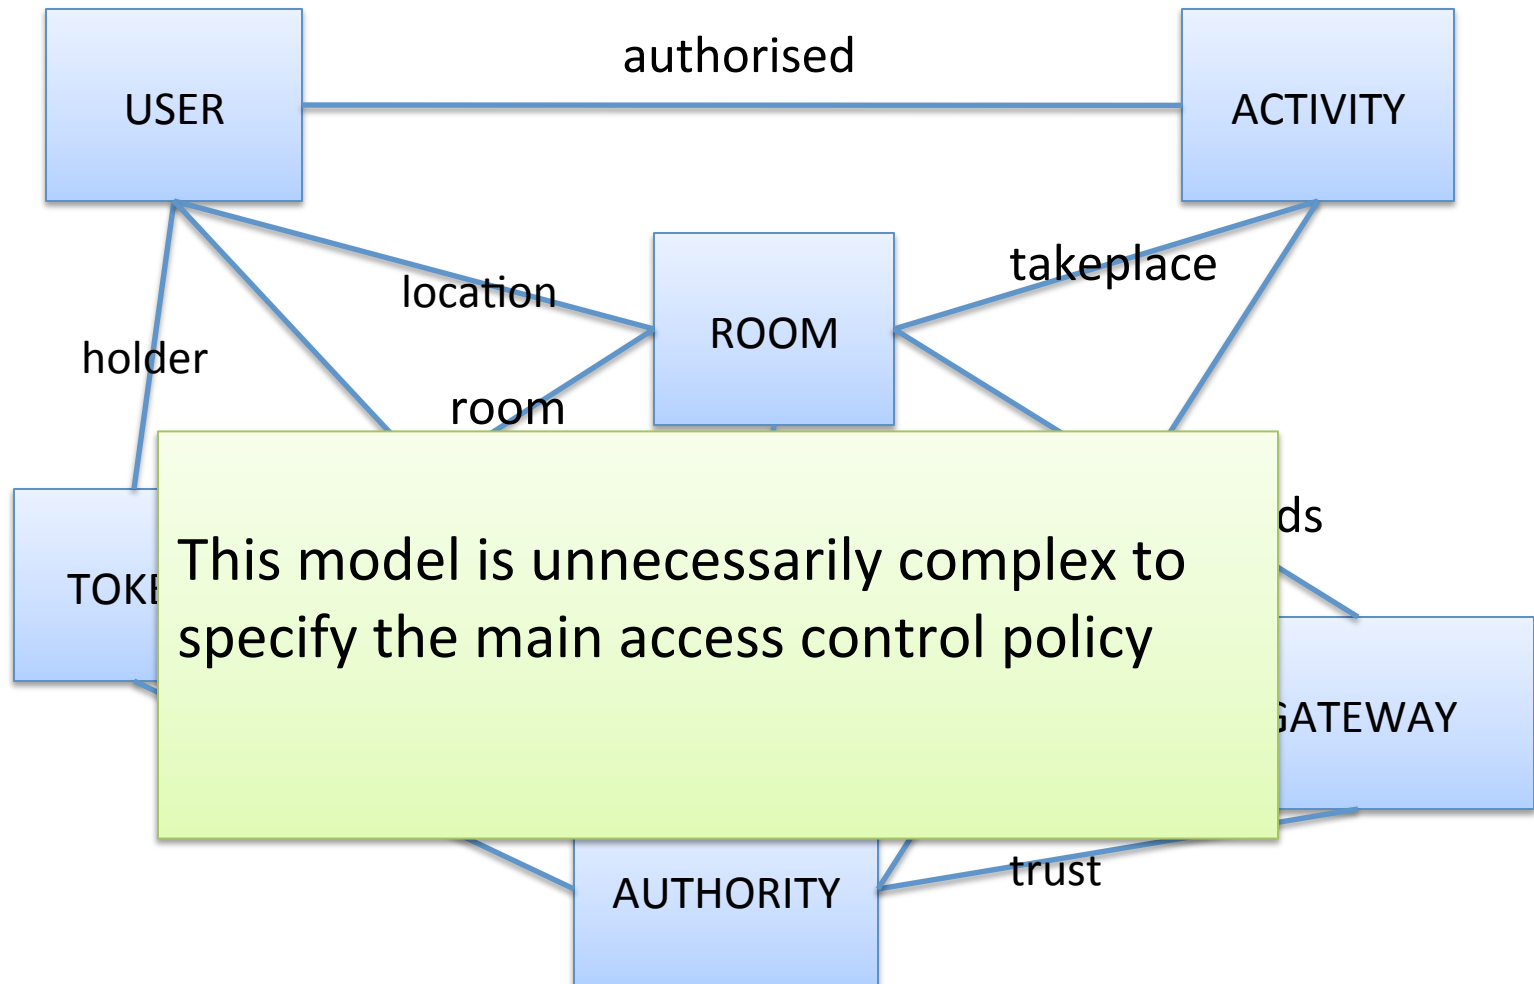 authorised
USER
ACTIVITY
takeplace
location
ROOM
holder
room
ds
This model is unnecessarily complex to
TOKE
specify the main access control policy
GATEWAY
trust
AUTHORITY